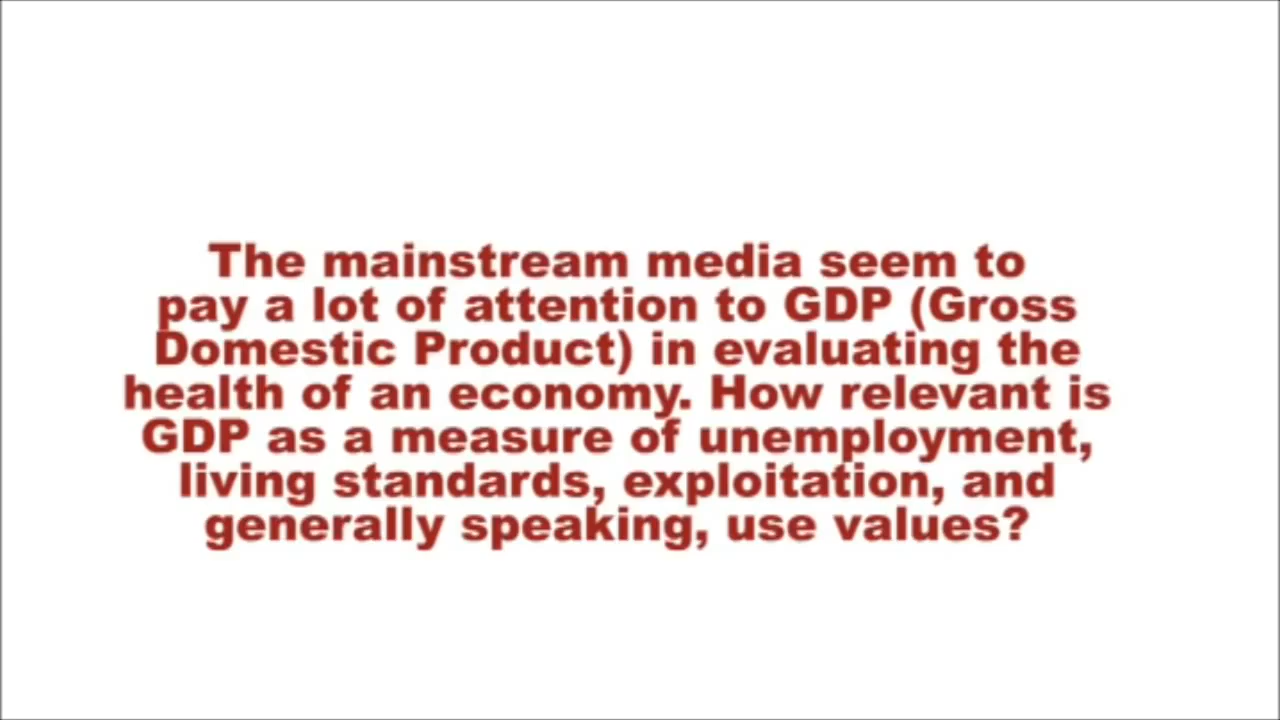 The mainstream media seem to
pay a lot of attention to GDP (Gross
Domestic Product) in evaluating the
health of an economy. How relevant is
GDP as a measure of unemployment,
living standards, exploitation, and
generally speaking, use values?